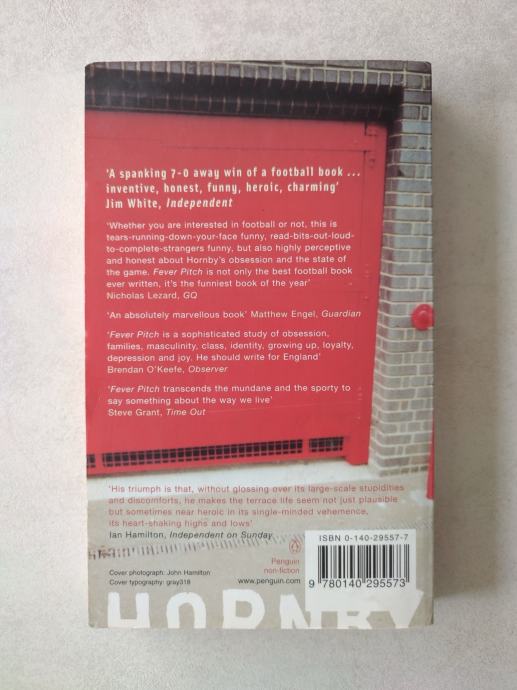 'A spanking 7-0 away win of a football book ...
inventive, honest, funny, heroic, charming'
Jim White, Independent
'Whether you are interested in football or not, this is
tears-running-down-your-face funny, read-bits-out-loud-
to-complete-strangers funny, but also highly perceptive
and honest about Hornby's obsession and the state of
the game. Fever Pitch is not only the best football book
ever written, it's the funniest book of the year'
Nicholas Lezard, GQ
'An absolutely marvellous book' Matthew Engel, Guardian
'Fever Pitch is a sophisticated study of obsession,
families, masculinity, class, identity, growing up, loyalty,
depression and joy. He should write for England'
Brendan O'Keefe, Observer
'Fever Pitch transcends the mundane and the sporty to
say something about the way we live'
Steve Grant, Time Out
'His triumph is that, without glossing over its large-scale stupidities
and discomforts, he makes the terrace life seem not just plausible
but sometimes near heroic in its single-minded vehemence,
its heart-shaking highs and lows'
Ian Hamilton, Independent on Sunday
Cover photograph: John Hamilton
Cover typography: gray318
Penguin
non-fiction
www.penguin.com
ISBN 0-140-29557-7
9 780140 295573
HORNBY